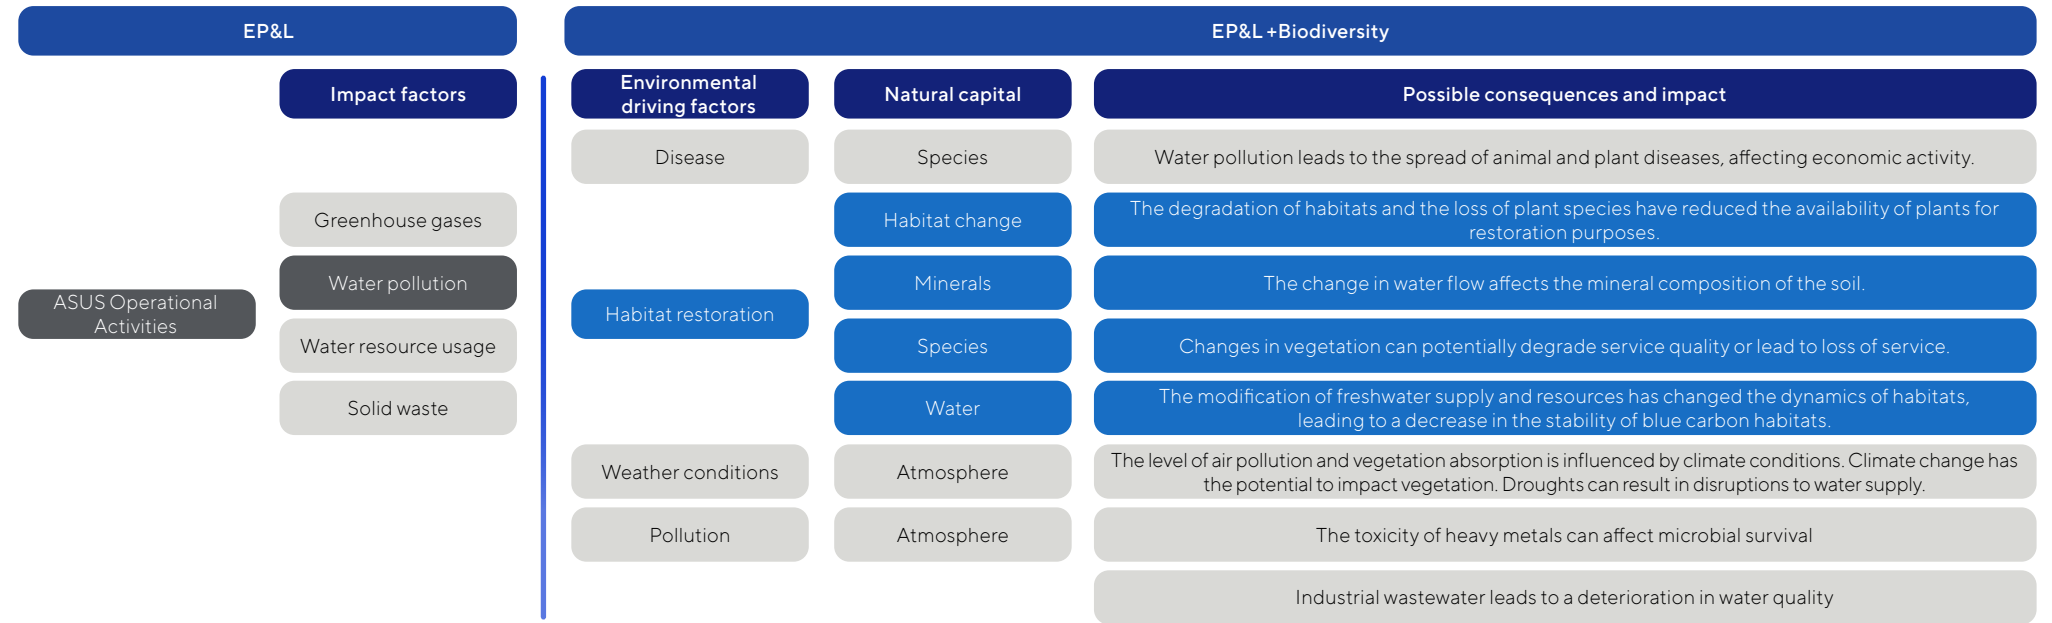 EP&L
EP&L +Biodiversity
Impact factors
Environmental
driving factors
Natural capital
Possible consequences and impact
Disease
Species
Water pollution leads to the spread of animal and plant diseases, affecting economic activity.
Greenhouse gases
Habitat change
The degradation of habitats and the loss of plant species have reduced the availability of plants for
restoration purposes.
Water pollution
Minerals
The change in water flow affects the mineral composition of the soil.
ASUS Operational
Activities
Habitat restoration
Water resource usage
Species
Changes in vegetation can potentially degrade service quality or lead to loss of service.
Solid waste
Water
The modification of freshwater supply and resources has changed the dynamics of habitats,
leading to a decrease in the stability of blue carbon habitats.
Weather conditions
Atmosphere
The level of air pollution and vegetation absorption is influenced by climate conditions. Climate change has
the potential to impact vegetation. Droughts can result in disruptions to water supply.
Pollution
Atmosphere
The toxicity of heavy metals can affect microbial survival
Industrial wastewater leads to a deterioration in water quality